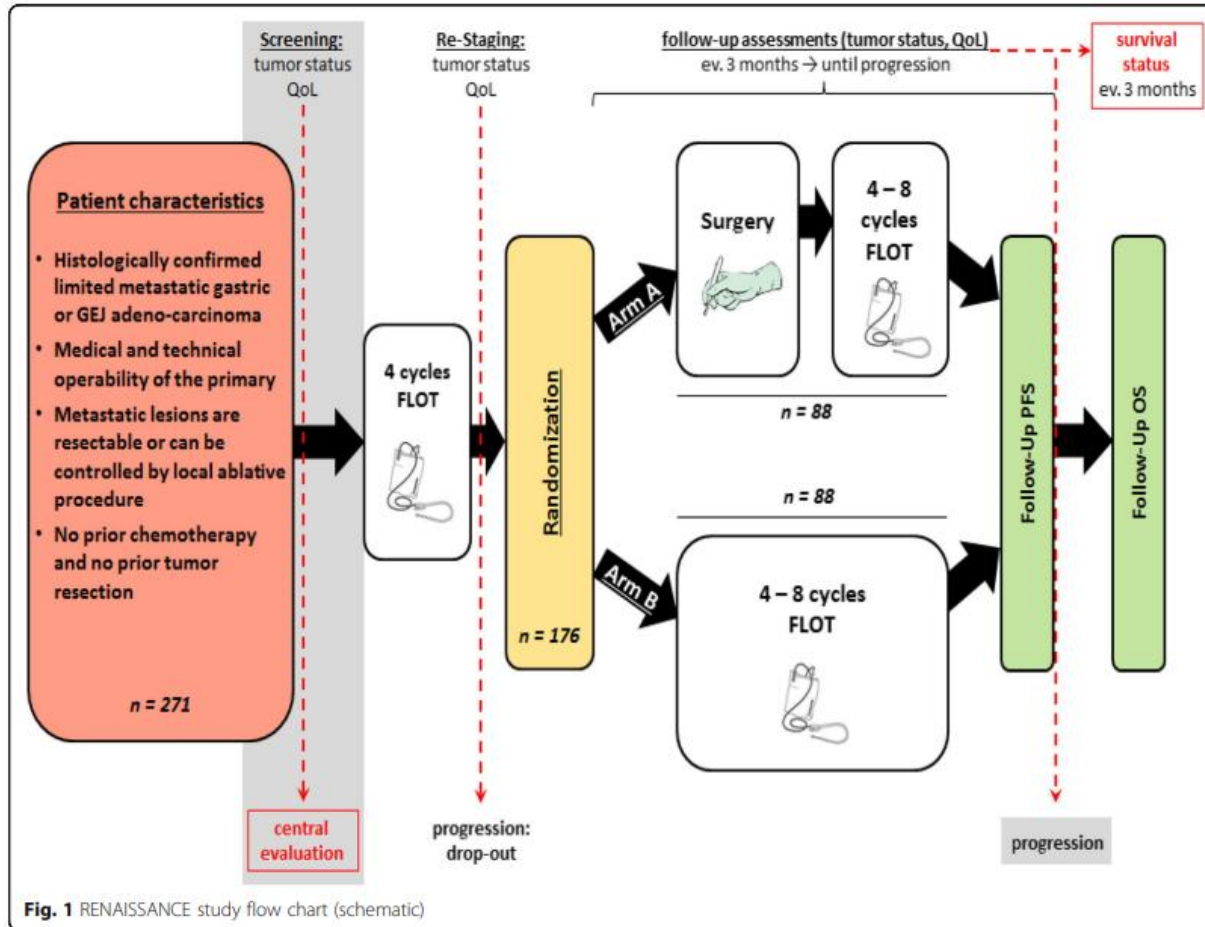 Screening:
tumor status
QoL
Re-Staging:
tumor status
QoL
follow-up assessments (tumor status, QoL)
ev. 3 months → until progression
survival
status
ev. 3 months
Patient characteristics
• Histologically confirmed
limited metastatic gastric
or GEJ adeno-carcinoma
• Medical and technical
operability of the primary
• Metastatic lesions are
resectable or can be
controlled by local ablative
procedure
• No prior chemotherapy
and no prior tumor
resection
n = 271
4 cycles
FLOT
Randomization
n = 176
Arm A
Surgery
4 – 8
cycles
FLOT
n = 88
n = 88
Arm B
4 – 8 cycles
FLOT
Follow-Up PFS
Follow-Up OS
central
evaluation
progression:
drop-out
progression
Fig. 1 RENAISSANCE study flow chart (schematic)